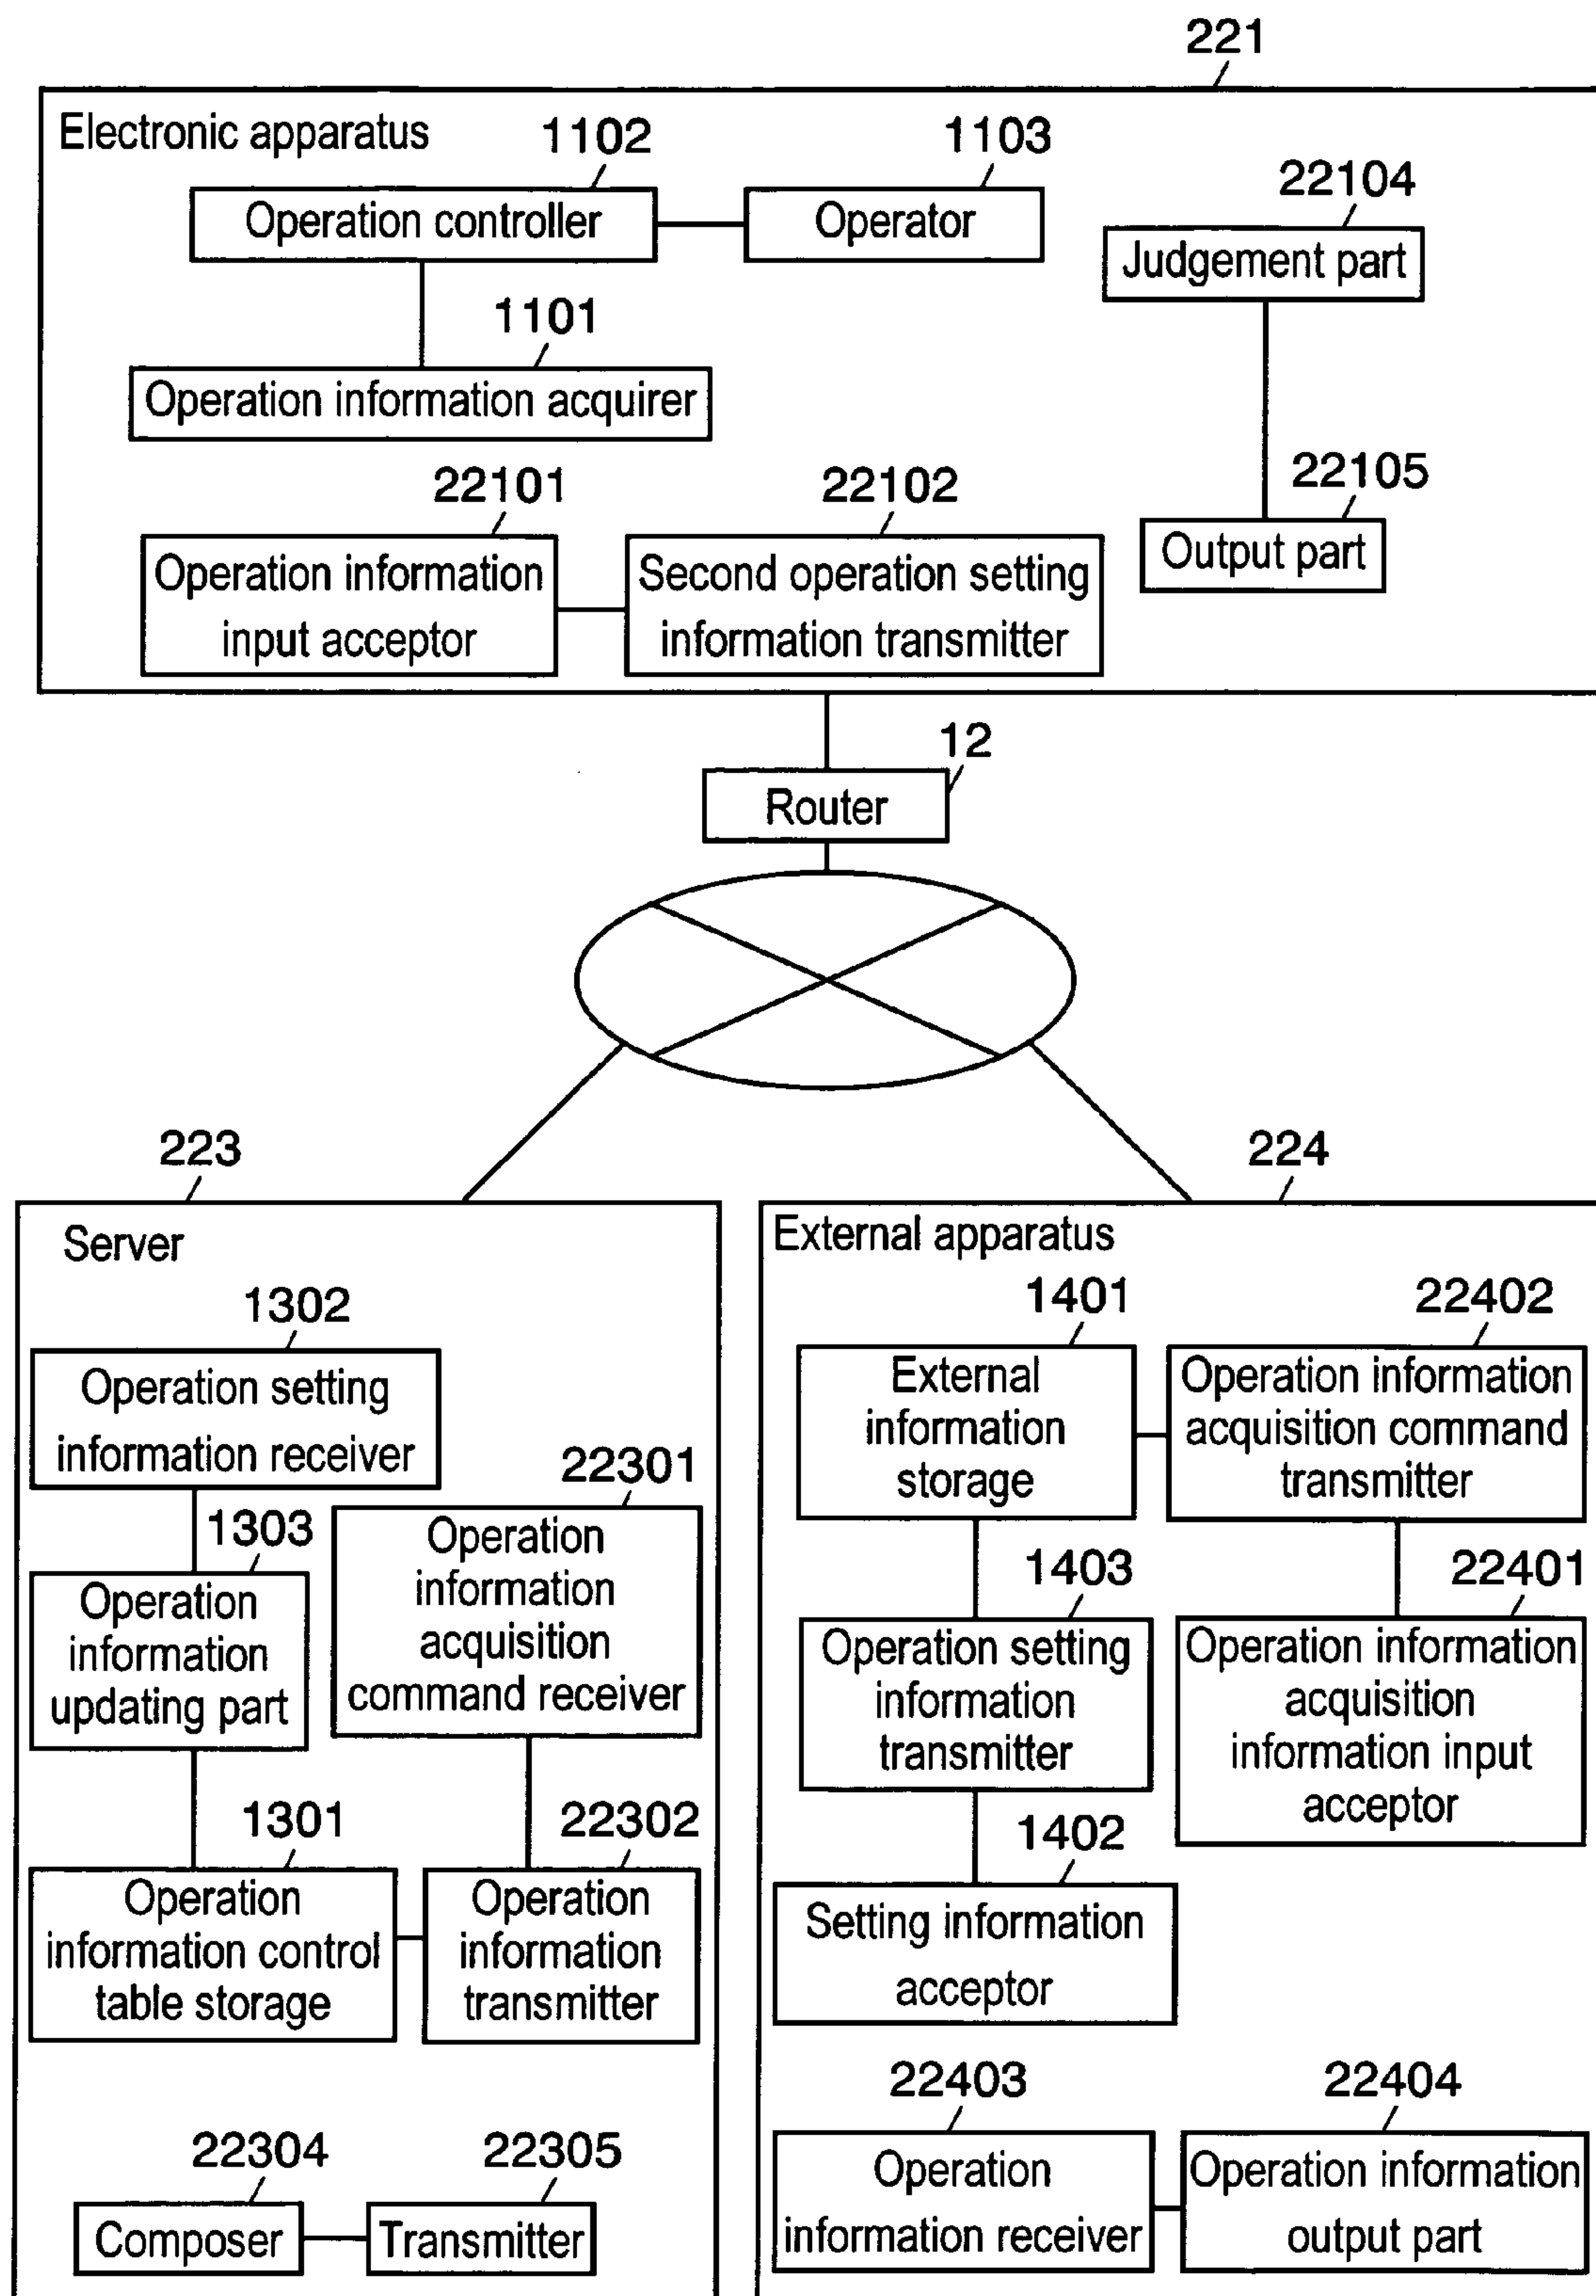 221
Electronic apparatus
1102
1103
22104
Operation controller
Operator
Judgement part
1101
Operation information acquirer
22101
22102
22105
Operation information
input acceptor
Second operation setting
information transmitter
Output part
12
Router
223
224
Server
1302
Operation setting
information receiver
22301
1303
Operation
information
updating part
Operation
information
acquisition
command receiver
1301
22302
Operation
information control
table storage
Operation
information
transmitter
22304
22305
Composer
Transmitter
External apparatus
1401
22402
External
information
storage
Operation information
acquisition command
transmitter
1403
22401
Operation setting
information
transmitter
Operation information
acquisition
information input
acceptor
1402
Setting information
acceptor
22403
22404
Operation
information receiver
Operation information
output part